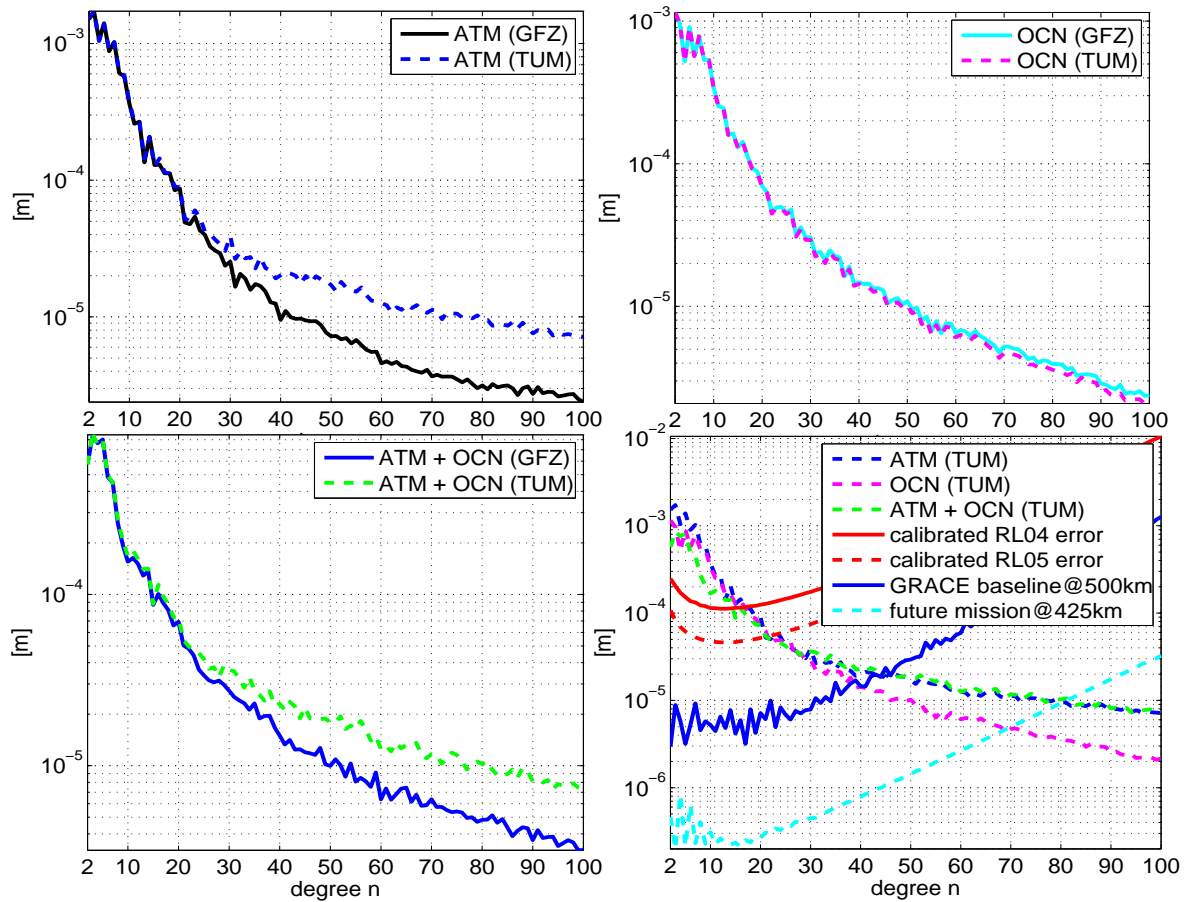 10^-3
10^-4
10^-5
[m]
ATM (GFZ)
ATM (TUM)
2 10 20 30 40 50 60 70 80 90 100
10^-3
10^-4
10^-5
[m]
OCN (GFZ)
OCN (TUM)
2 10 20 30 40 50 60 70 80 90 100
10^-4
10^-5
[m]
ATM + OCN (GFZ)
ATM + OCN (TUM)
2 10 20 30 40 50 60 70 80 90 100
degree n
10^-2
10^-3
10^-4
10^-5
10^-6
[m]
ATM (TUM)
OCN (TUM)
ATM + OCN (TUM)
calibrated RL04 error
calibrated RL05 error
GRACE baseline@500km
future mission@425km
2 10 20 30 40 50 60 70 80 90 100
degree n